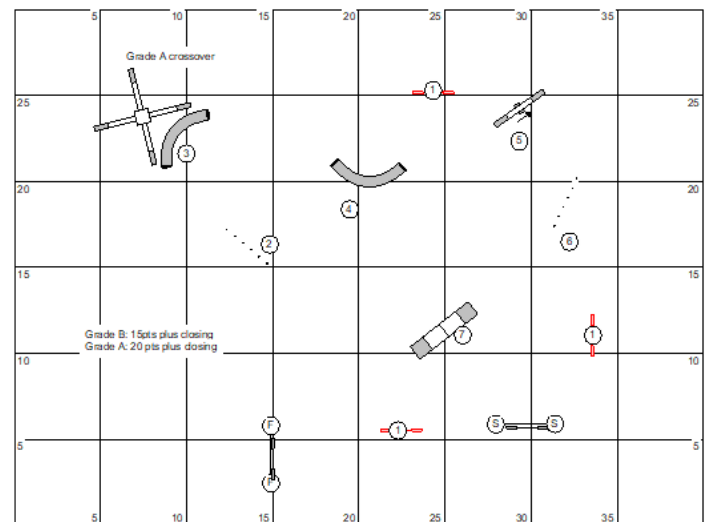 5 10 15 20 25 30 35
Grade A crossover
25 1 25
5
3
20 4 20
2 6
15 15
Grade B: 15pts plus closing 7 1
Grade A: 20 pts plus closing
10 10
F S S
5 1 5
F
5 10 15 20 25 30 35